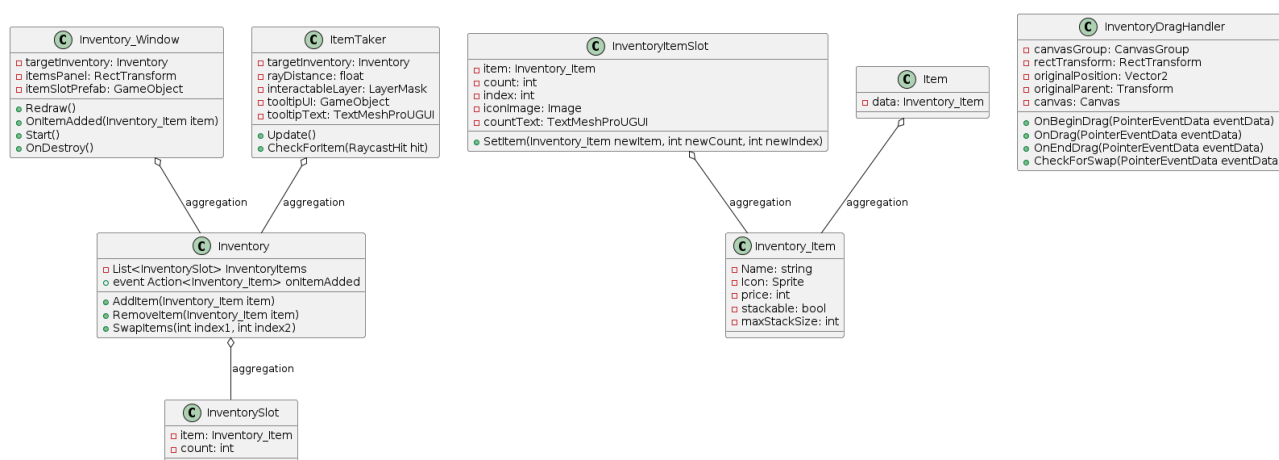 Inventory_Window
targetInventory: Inventory
itemsPanel: RectTransform
itemSlotPrefab: GameObject
Redraw()
OnItemAdded(Inventory_Item item)
Start()
OnDestroy()
ItemTaker
targetInventory: Inventory
rayDistance: float
interactableLayer: LayerMask
tooltipUI: GameObject
tooltipText: TextMeshProUGUI
Update()
CheckForItem(RaycastHit hit)
InventoryItemSlot
item: Inventory_Item
count: int
index: int
iconImage: Image
countText: TextMeshProUGUI
SetItem(Inventory_Item newItem, int newCount, int newIndex)
Item
data: Inventory_Item
InventoryDragHandler
canvasGroup: CanvasGroup
rectTransform: RectTransform
originalPosition: Vector2
originalParent: Transform
canvas: Canvas
OnBeginDrag(PointerEventData eventData)
OnDrag(PointerEventData eventData)
OnEndDrag(PointerEventData eventData)
CheckForSwap(PointerEventData eventData
aggregation
aggregation
aggregation
aggregation
Inventory
List<InventorySlot> InventoryItems
event Action<Inventory_Item> onItemAdded
AddItem(Inventory_Item item)
RemoveItem(Inventory_Item item)
SwapItems(int index1, int index2)
Inventory_Item
Name: string
Icon: Sprite
price: int
stackable: bool
maxStackSize: int
aggregation
InventorySlot
item: Inventory_Item
count: int